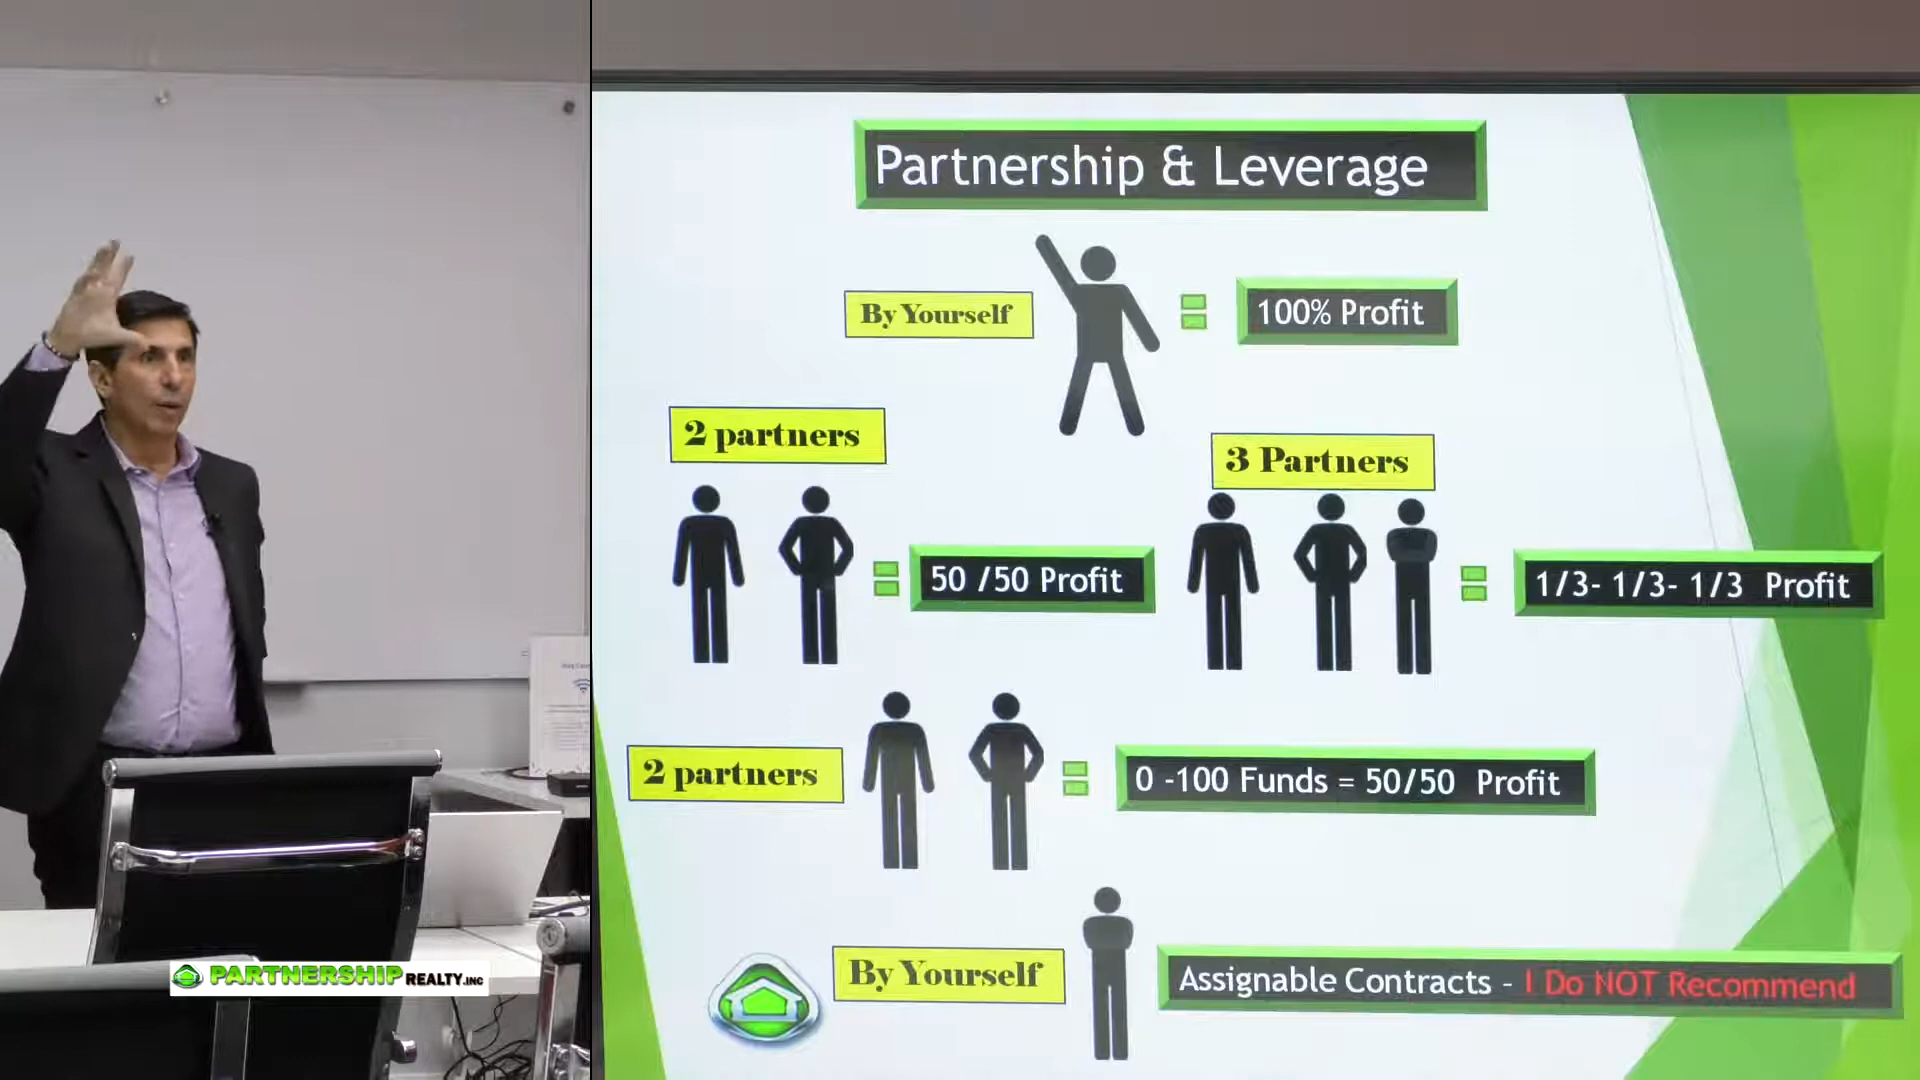 Partnership & Leverage
By Yourself
100% Profit
2 partners
3 Partners
50 /50 Profit
1/3- 1/3- 1/3 Profit
2 partners
0 -100 Funds = 50/50 Profit
By Yourself
Assignable Contracts - I Do NOT Recommend
PARTNERSHIP REALTY.INC